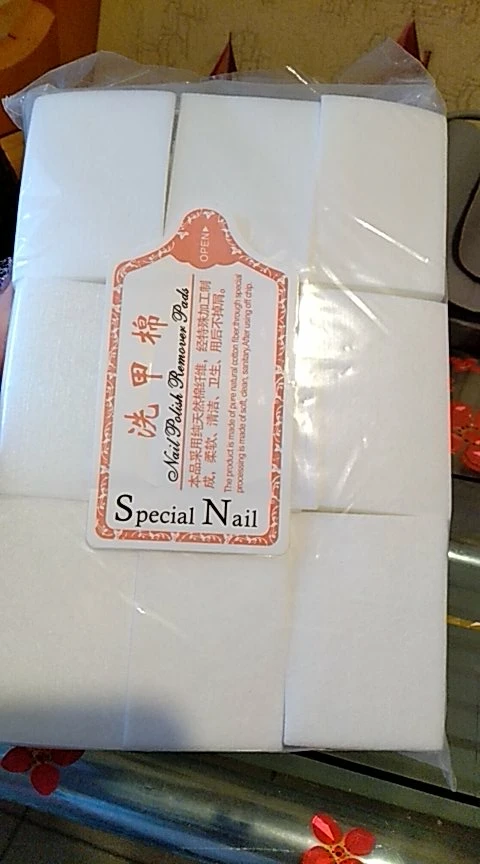 OPEN▶
洗甲棉
Nail Polish Remover Pads
本品采用纯天然棉纤维，经特殊加工制
成，柔软、清洁、卫生、用后不掉屑。
The product is made of pure natural cotton fiber,through special
processing is made of soft, clean, sanitary.After using off chip.
Special Nail